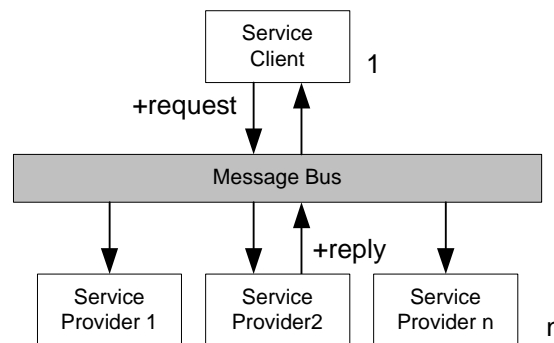 Service
Client
1
+request
Message Bus
+reply
Service
Provider 1
Service
Provider2
Service
Provider n